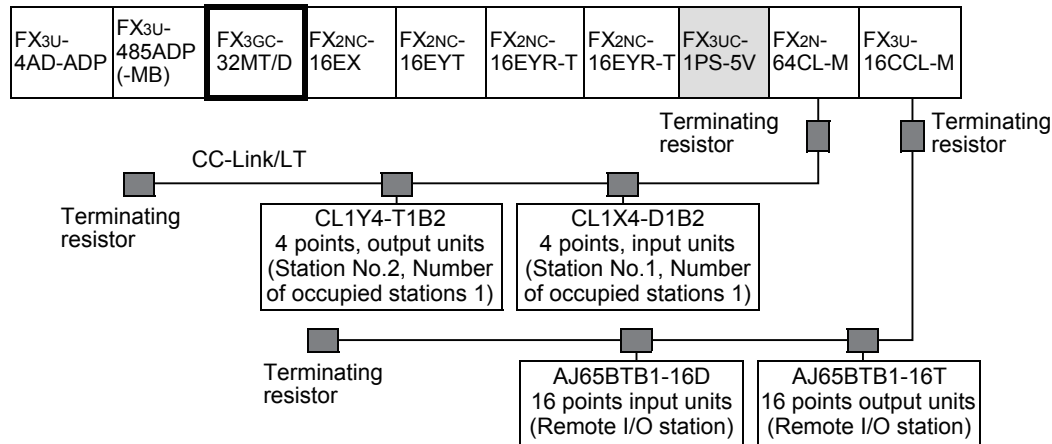 FX3U-
4AD-ADP
FX3U-
485ADP
(-MB)
FX3GC-
32MT/D
FX2NC-
16EX
FX2NC-
16EYT
FX2NC-
16EYR-T
FX2NC-
16EYR-T
FX3UC-
1PS-5V
FX2N-
64CL-M
FX3U-
16CCL-M
Terminating
resistor
Terminating
resistor
CC-Link/LT
Terminating
resistor
CL1Y4-T1B2
4 points, output units
(Station No.2, Number
of occupied stations 1)
CL1X4-D1B2
4 points, input units
(Station No.1, Number
of occupied stations 1)
Terminating
resistor
AJ65BTB1-16D
16 points input units
(Remote I/O station)
AJ65BTB1-16T
16 points output units
(Remote I/O station)